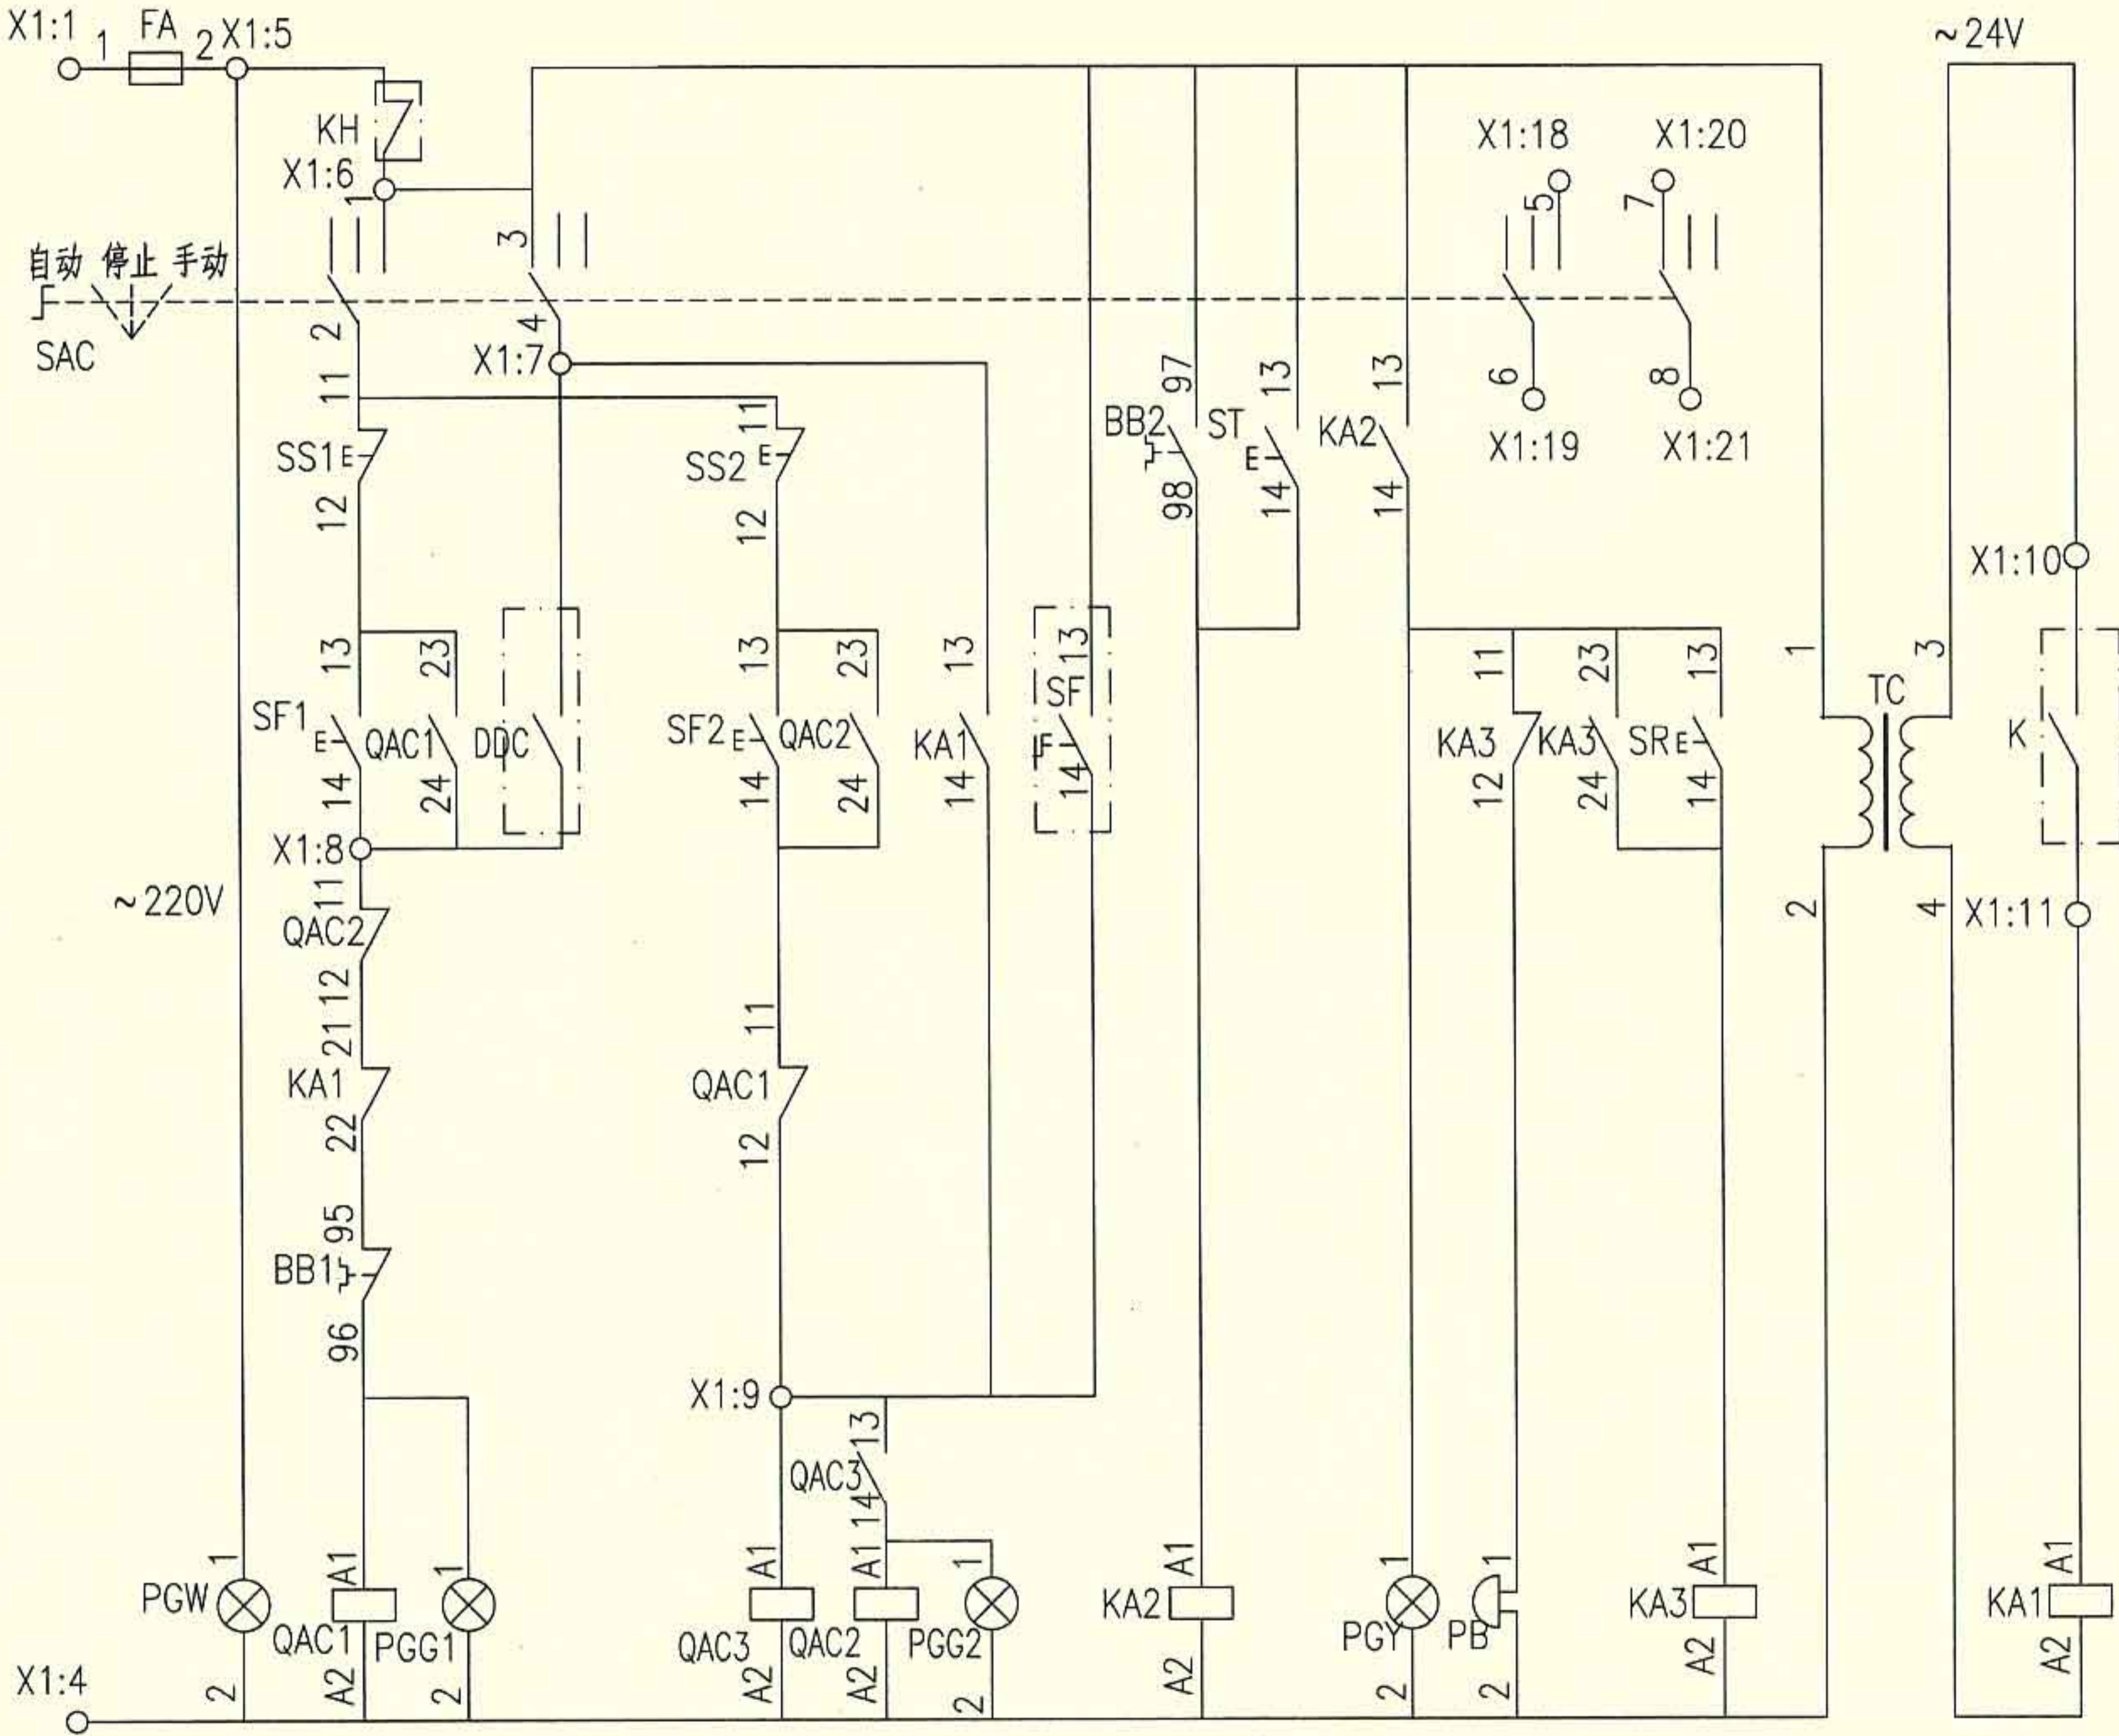 X1:1 1 FA 2 X1:5
~24V
KH
X1:18 X1:20
X1:6
1 3 5 7
自动 停止 手动
SAC
2 4 6 8
X1:7
X1:19 X1:21
11 11 97 13 13
SS1 E SS2 E BB2 ST E KA2
12 12 98 14 14
X1:10
13 23 13 23 13 13 11 23 13 1 3
SF
TC
SF1 E QAC1 DDC SF2 E QAC2 KA1 F KA3 KA3 SR E K
14 24 14 24 14 14 12 24 14
X1:8
~220V
11 2 4 X1:11
QAC2
12
21 11
KA1 QAC1
22 12
95
BB1
96
X1:9
13
QAC3
14
1 A1 1 A1 A1 1 A1 1 1 A1 A1
PGW QAC1 PGG1 QAC3 QAC2 PGG2 KA2 PGY PB KA3 KA1
2 A2 2 A2 A2 2 A2 2 2 A2 A2
X1:4